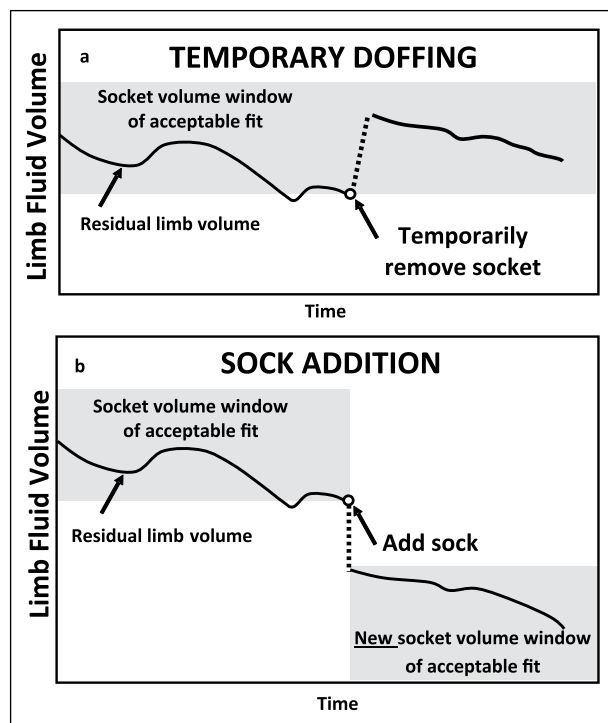 a
TEMPORARY DOFFING
Socket volume window
of acceptable fit
Residual limb volume
Temporarily
remove socket
Limb Fluid Volume
Time
b
SOCK ADDITION
Socket volume window
of acceptable fit
Residual limb volume
Add sock
New socket volume window
of acceptable fit
Limb Fluid Volume
Time